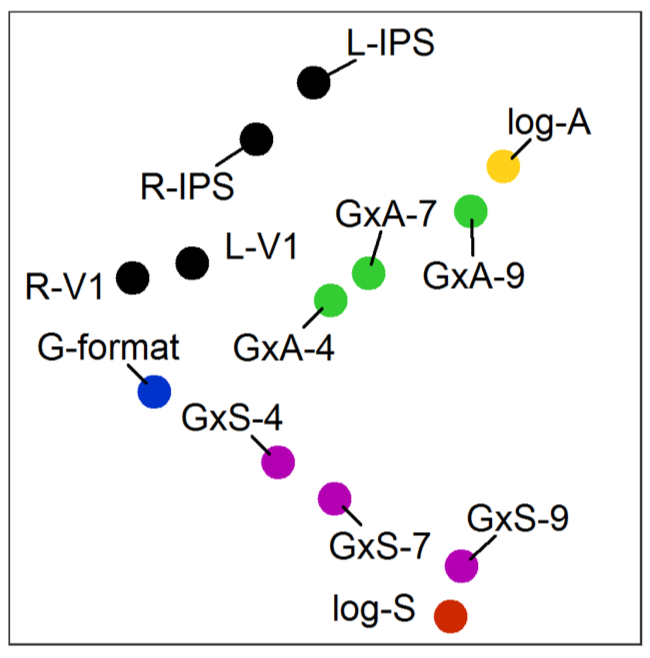 L-IPS
log-A
R-IPS
GxA-7
L-V1
GxA-9
R-V1
G-format
GxA-4
GxS-4
GxS-9
GxS-7
log-S